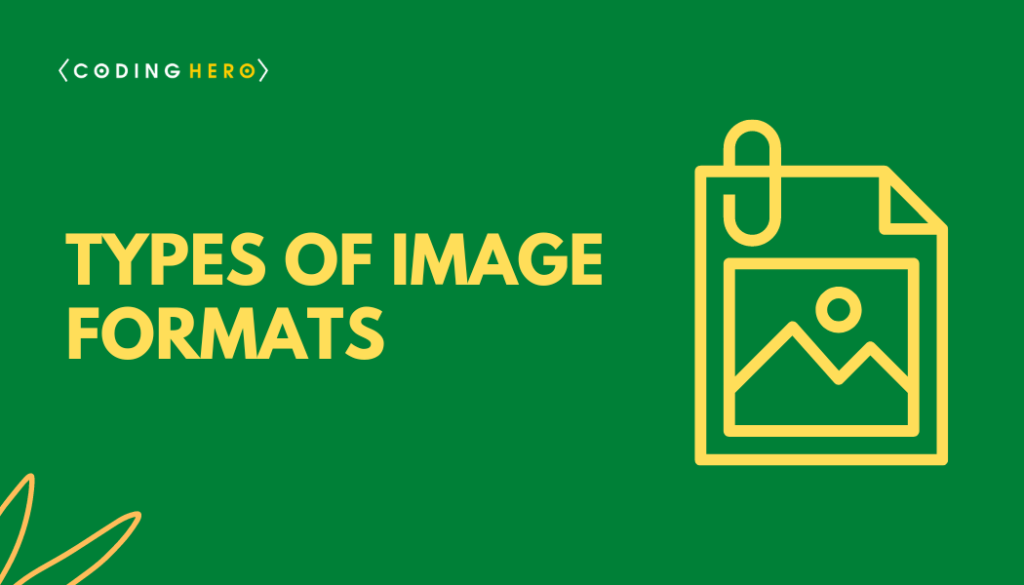 〈CODING HERO〉
TYPES OF IMAGE
FORMATS